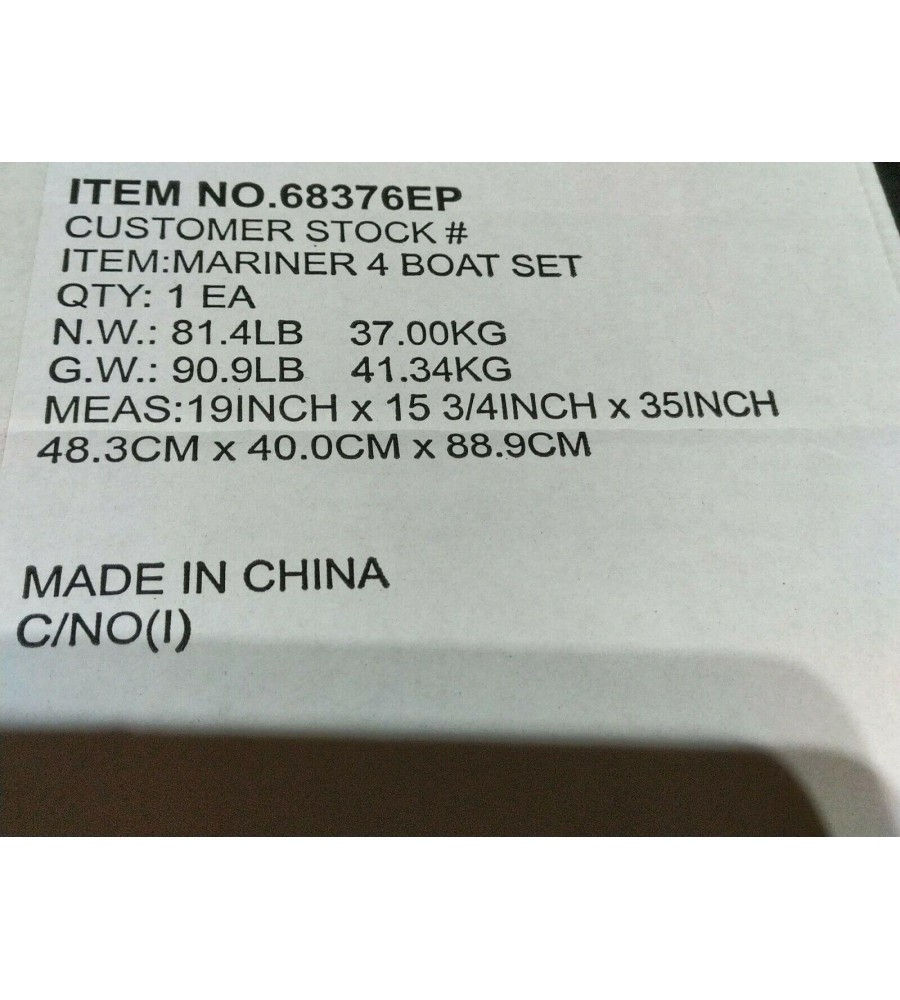 ITEM NO.68376EP
CUSTOMER STOCK #
ITEM:MARINER 4 BOAT SET
QTY: 1 EA
N.W.: 81.4LB 37.00KG
G.W.: 90.9LB 41.34KG
MEAS:19INCH x 15 3/4INCH x 35INCH
48.3CM x 40.0CM x 88.9CM
MADE IN CHINA
C/NO(I)